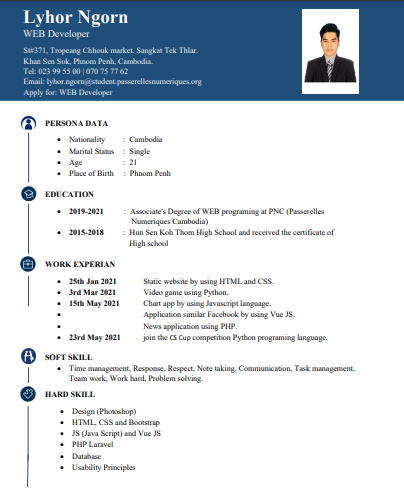 Lyhor Ngorn
WEB Developer
St#371, Tropeang Chhouk market. Sangkat Tek Thlar.
Khan Sen Sok, Phnom Penh, Cambodia.
Tel: 023 99 55 00 | 070 75 77 62
Email: lyhor.ngorn@student.passerellesnumeriques.org
Apply for: WEB Developer
PERSONA DATA
• Nationality : Cambodia
• Marital Status : Single
• Age : 21
• Place of Birth : Phnom Penh
EDUCATION
• 2019-2021 : Associate's Degree of WEB programing at PNC (Passerelles
Numeriques Cambodia)
• 2015-2018 : Hun Sen Koh Thom High School and received the certificate of
High school
WORK EXPERIAN
• 25th Jan 2021 Static website by using HTML and CSS.
• 3rd Mar 2021 Video game using Python.
• 15th May 2021 Chart app by using Javascript language.
• Application similar Facebook by using Vue JS.
• News application using PHP.
• 23rd May 2021 join the CS Cup competition Python programing language.
SOFT SKILL
• Time management, Response, Respect, Note taking, Communication, Task management,
Team work, Work hard, Problem solving.
HARD SKILL
• Design (Photoshop)
• HTML, CSS and Bootstrap
• JS (Java Script) and Vue JS
• PHP Laravel
• Database
• Usability Principles